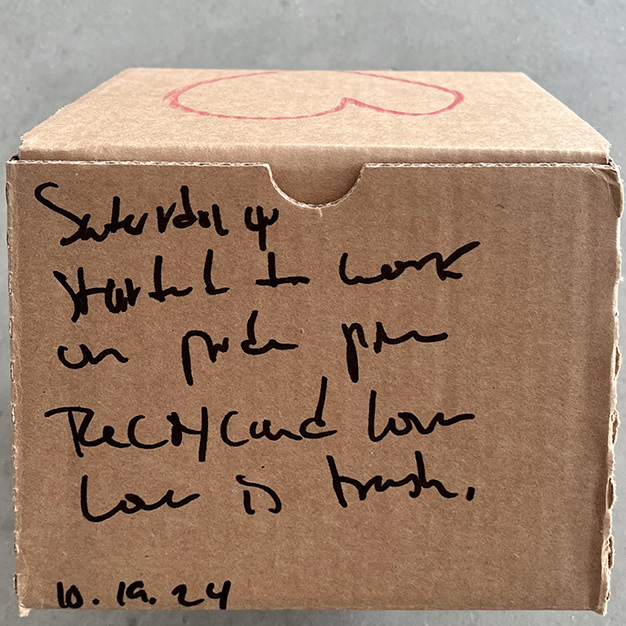 Saturday
started to work
on
Recycled love
Love is trash.
10.19.24